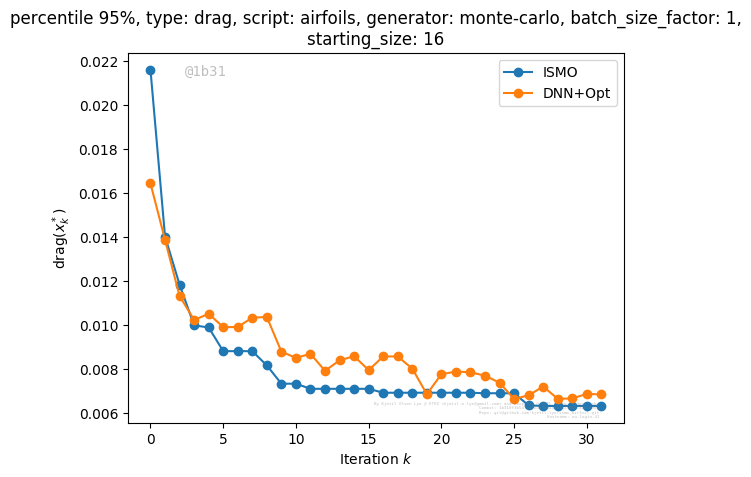 percentile 95%, type: drag, script: airfoils, generator: monte-carlo, batch_size_factor: 1,
starting_size: 16
@1b31
ISMO
DNN+Opt
0.022
0.020
0.018
0.016
0.014
0.012
0.010
0.008
0.006
drag(x*k)
0
5
10
15
20
25
30
Iteration k